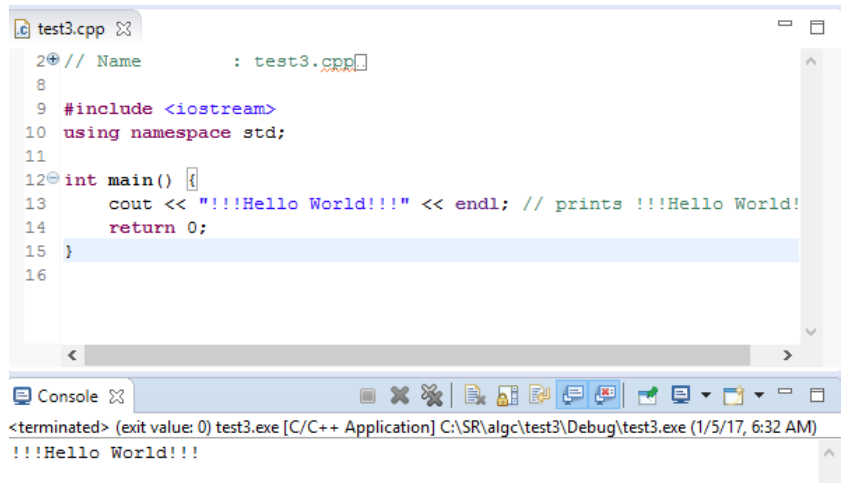 test3.cpp
2 // Name : test3.cpp..
8
9 #include <iostream>
10 using namespace std;
11
12 int main() {
13 cout << "!!!Hello World!!!" << endl; // prints !!!Hello World!
14 return 0;
15 }
16
Console
<terminated> (exit value: 0) test3.exe [C/C++ Application] C:\SR\algc\test3\Debug\test3.exe (1/5/17, 6:32 AM)
!!!Hello World!!!